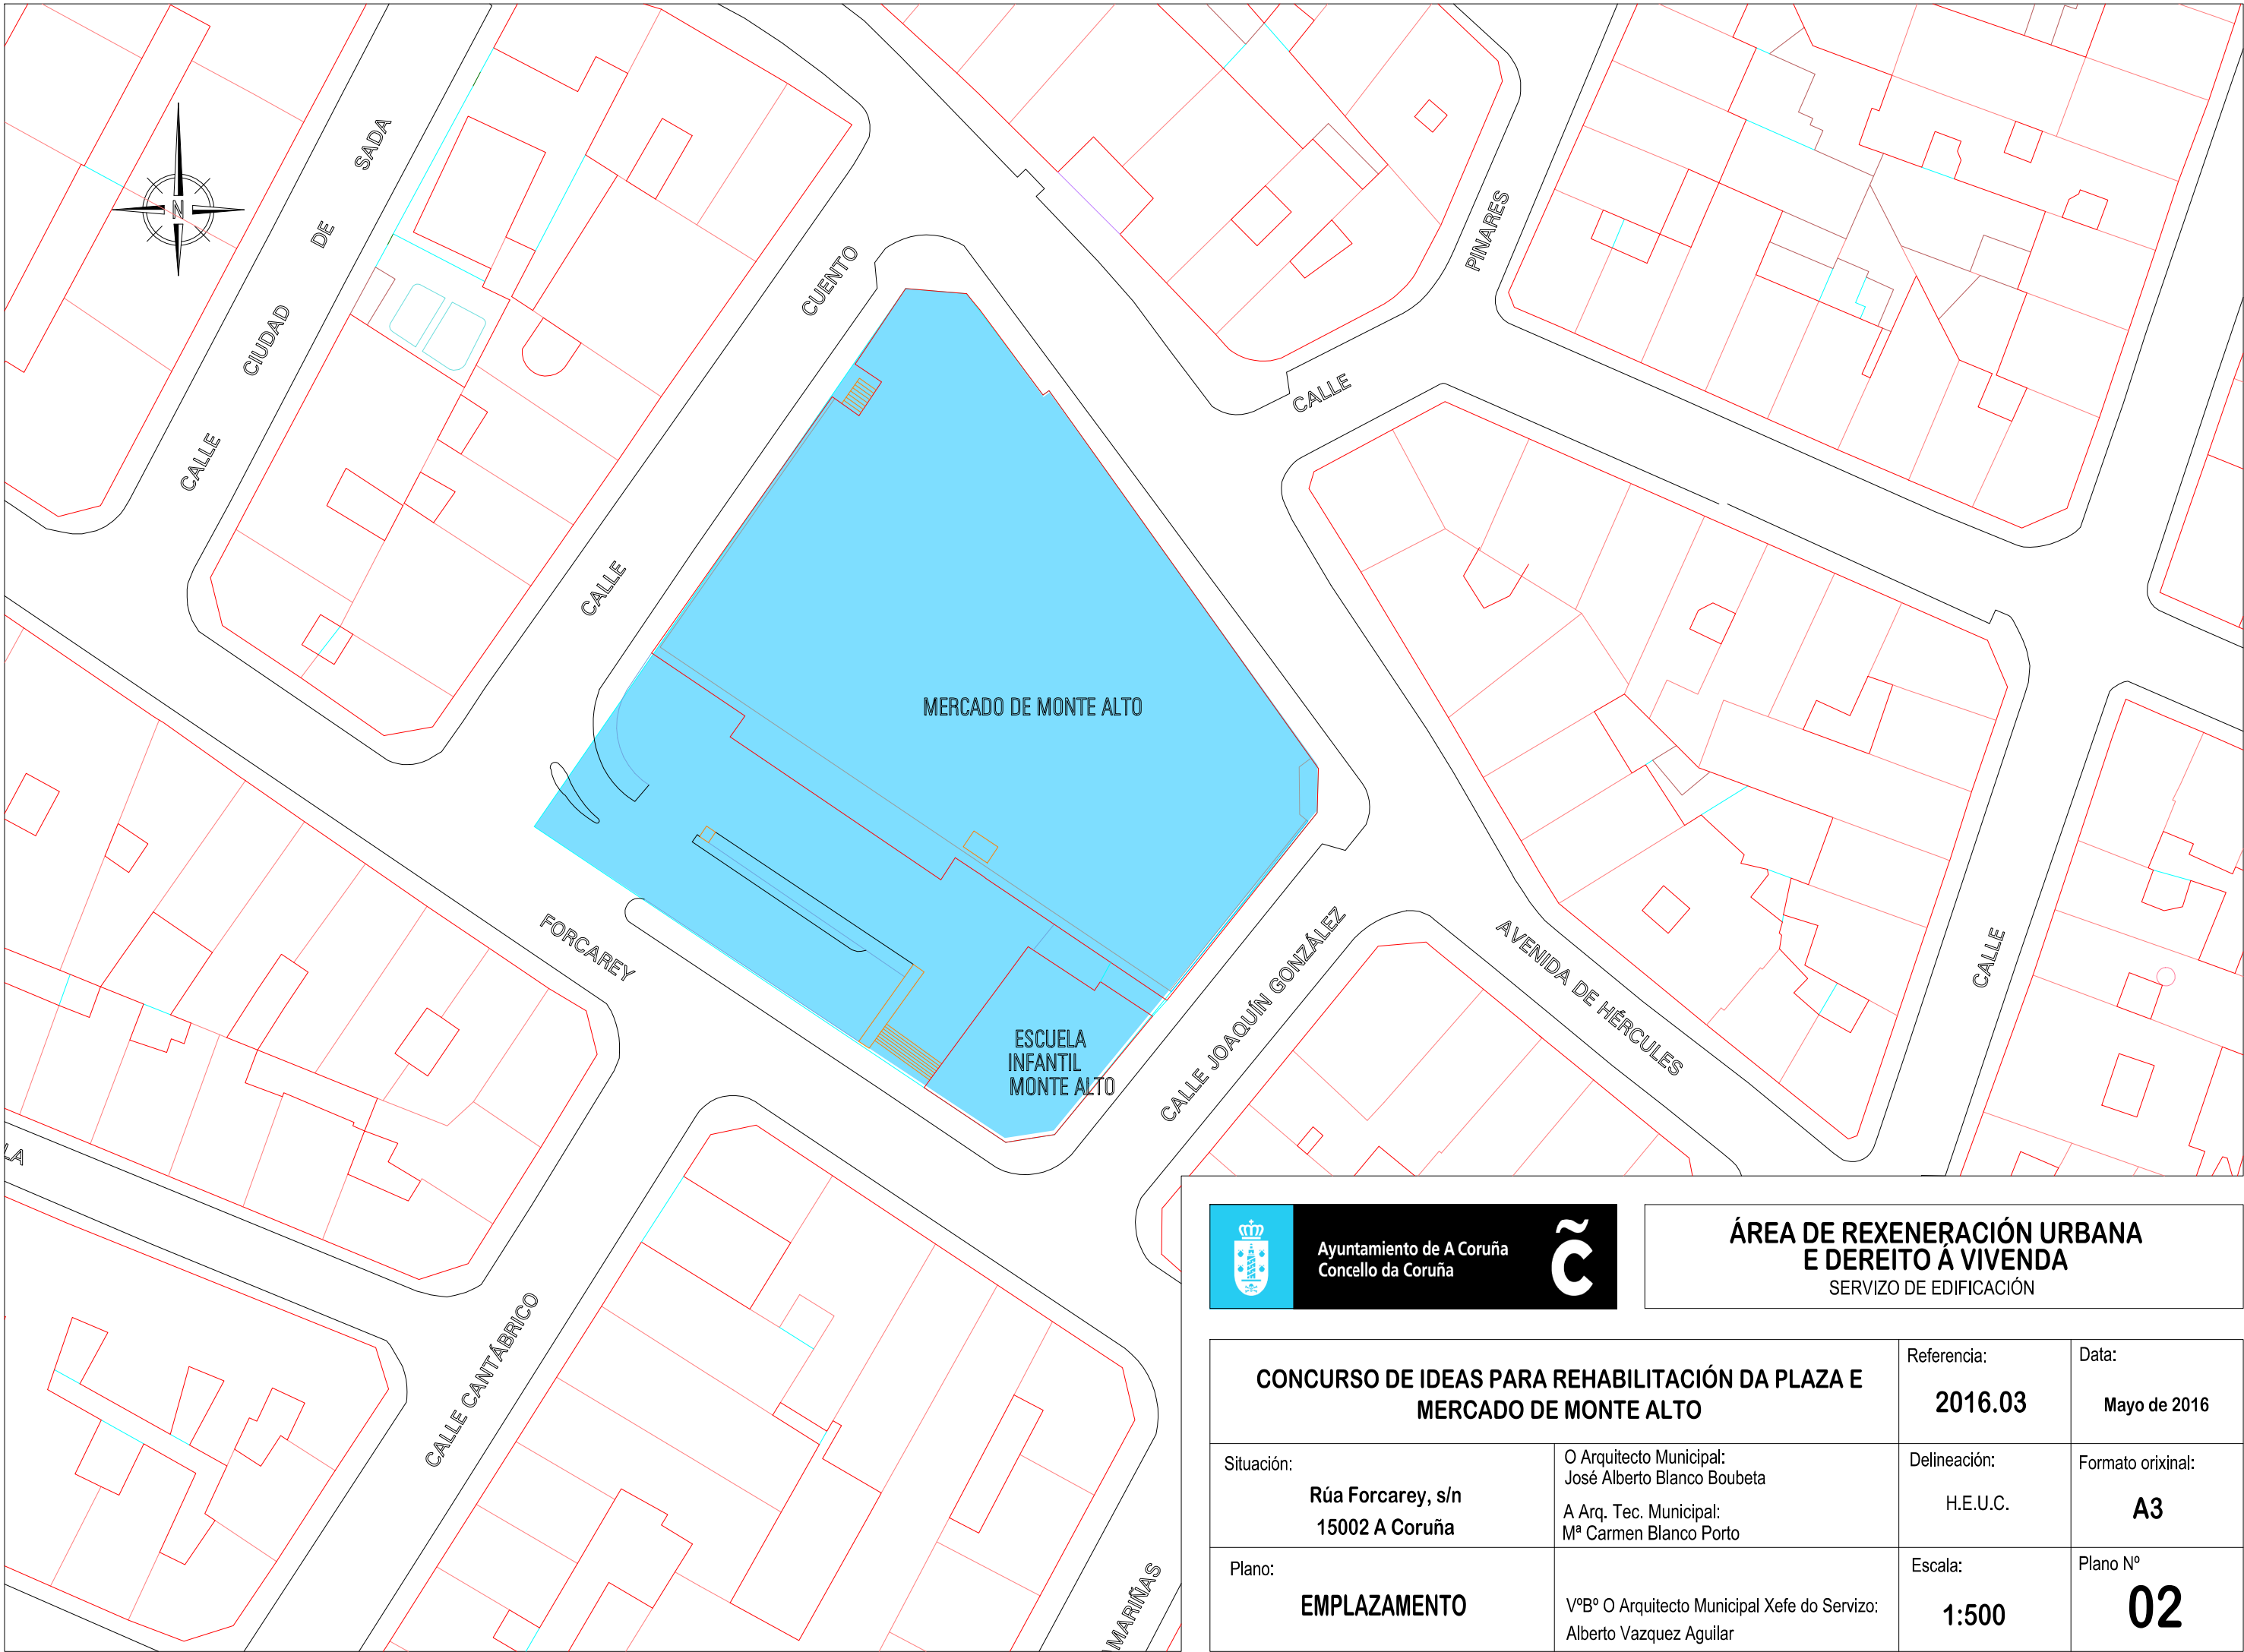 CALLE
CIUDAD
DE
SADA
N
CALLE
CUENTO
CALLE
PINARES
MERCADO DE MONTE ALTO
FORCAREY
ESCUELA
INFANTIL
MONTE ALTO
CALLE JOAQUÍN GONZÁLEZ
AVENIDA DE HÉRCULES
CALLE
LA
CALLE CANTÁBRICO
MARIÑAS
Ayuntamiento de A Coruña
Concello da Coruña
ÁREA DE REXENERACIÓN URBANA
E DEREITO Á VIVENDA
SERVIZO DE EDIFICACIÓN
CONCURSO DE IDEAS PARA REHABILITACIÓN DA PLAZA E
MERCADO DE MONTE ALTO
Referencia:
2016.03
Data:
Mayo de 2016
Situación:
Rúa Forcarey, s/n
15002 A Coruña
O Arquitecto Municipal:
José Alberto Blanco Boubeta
A Arq. Tec. Municipal:
Mª Carmen Blanco Porto
Delineación:
H.E.U.C.
Formato orixinal:
A3
Plano:
EMPLAZAMENTO
VºBº O Arquitecto Municipal Xefe do Servizo:
Alberto Vazquez Aguilar
Escala:
1:500
Plano Nº
02